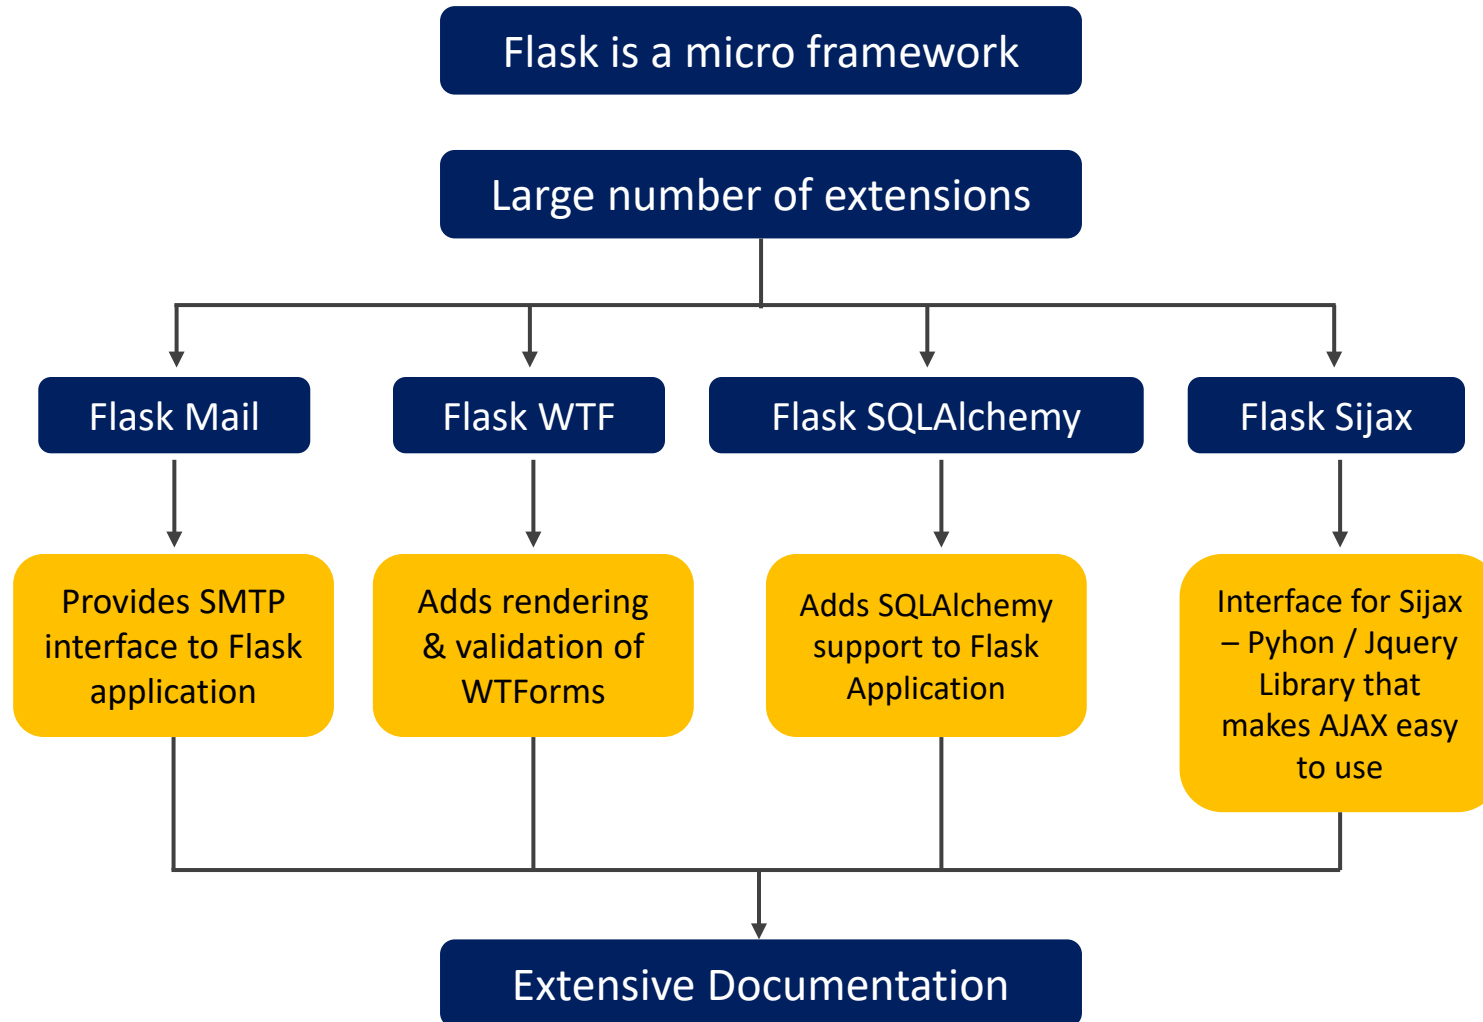 Flask is a micro framework
Large number of extensions
Flask Mail
Flask WTF
Flask SQLAlchemy
Flask Sijax
Provides SMTP
interface to Flask
application
Adds rendering
& validation of
WTForms
Adds SQLAlchemy
support to Flask
Application
Interface for Sijax
– Pyhon / Jquery
Library that
makes AJAX easy
to use
Extensive Documentation